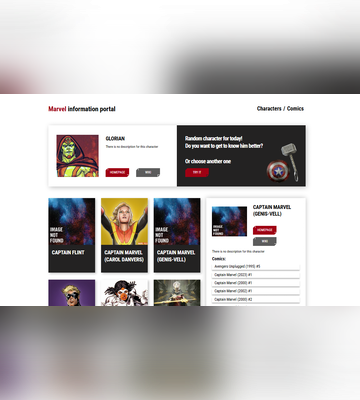 Marvel information portal
Characters / Comics
GLORIAN
There is no description for this character
HOMEPAGE
WIKI
Random character for today!
Do you want to get to know him better?
Or choose another one
TRY IT
IMAGE
NOT
FOUND
CAPTAIN FLINT
CAPTAIN MARVEL
(CAROL DANVERS)
IMAGE
NOT
FOUND
CAPTAIN MARVEL
(GENIS-VELL)
IMAGE
NOT
FOUND
CAPTAIN MARVEL
(GENIS-VELL)
HOMEPAGE
WIKI
There is no description for this character
Comics:
Avengers Unplugged (1995) #5
Captain Marvel (2023) #1
Captain Marvel (2000) #1
Captain Marvel (2002) #1
Captain Marvel (2000) #2